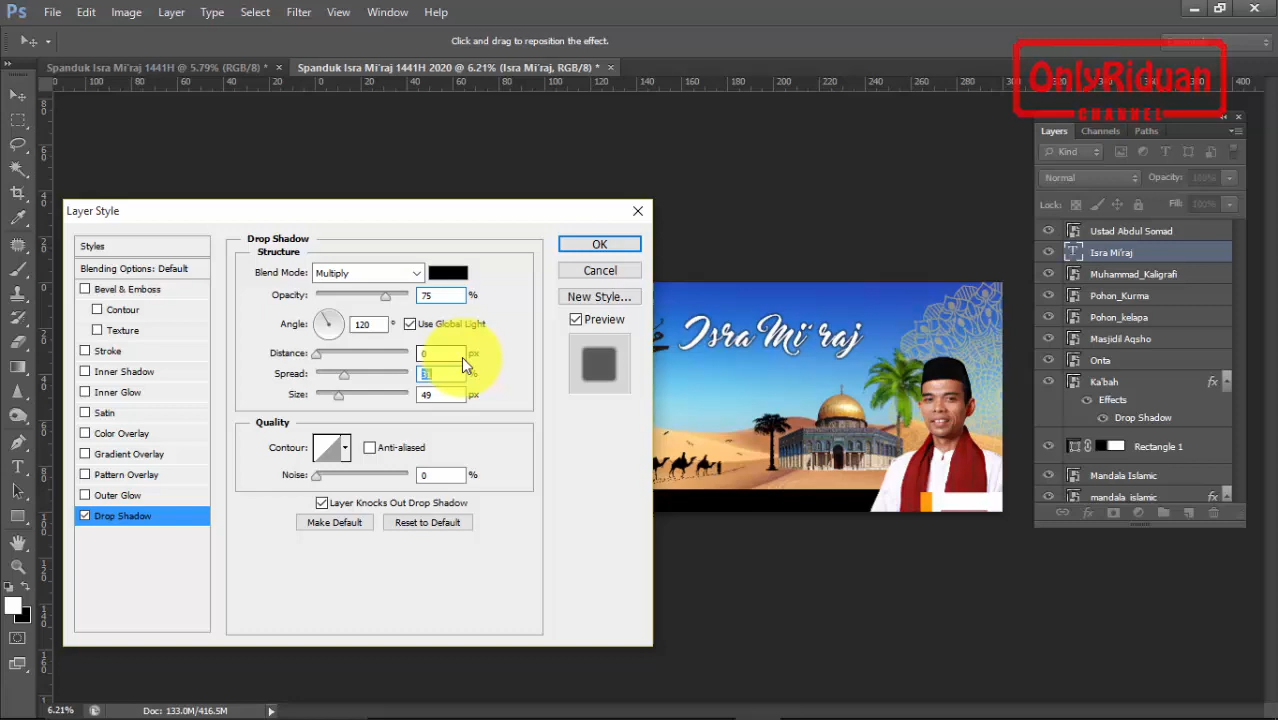 Ps File Edit Image Layer Type Select Filter View Window Help
Click and drag to reposition the effect.
OnlyRiduan
CHANNEL
Spanduk Isra Mi'raj 1441H @ 5.79% (RGB/8) * ×
Spanduk Isra Mi'raj 1441H 2020 @ 6.21% (Isra Mi'raj, RGB/8) * ×
Layers Channels Paths
Kind
Normal Opacity: 100%
Lock: Fill: 100%
Ustad Abdul Somad
Isra Mi'raj
Muhammad_Kaligrafi
Pohon_Kurma
Pohon_kelapa
Masjidil Aqsho
Onta
Ka'bah fx
Effects
Drop Shadow
Rectangle 1
Mandala Islamic
mandala_islamic fx
Layer Style
Styles
Blending Options: Default
Bevel & Emboss
Contour
Texture
Stroke
Inner Shadow
Inner Glow
Satin
Color Overlay
Gradient Overlay
Pattern Overlay
Outer Glow
Drop Shadow
Drop Shadow
Structure
Blend Mode: Multiply
Opacity: 75 %
Angle: 120 ° Use Global Light
Distance: 0 px
Spread: 31 %
Size: 49 px
Quality
Contour: Anti-aliased
Noise: 0 %
Layer Knocks Out Drop Shadow
Make Default Reset to Default
OK
Cancel
New Style...
Preview
Isra Mi' raj
6.21% Doc: 133.0M/416.5M